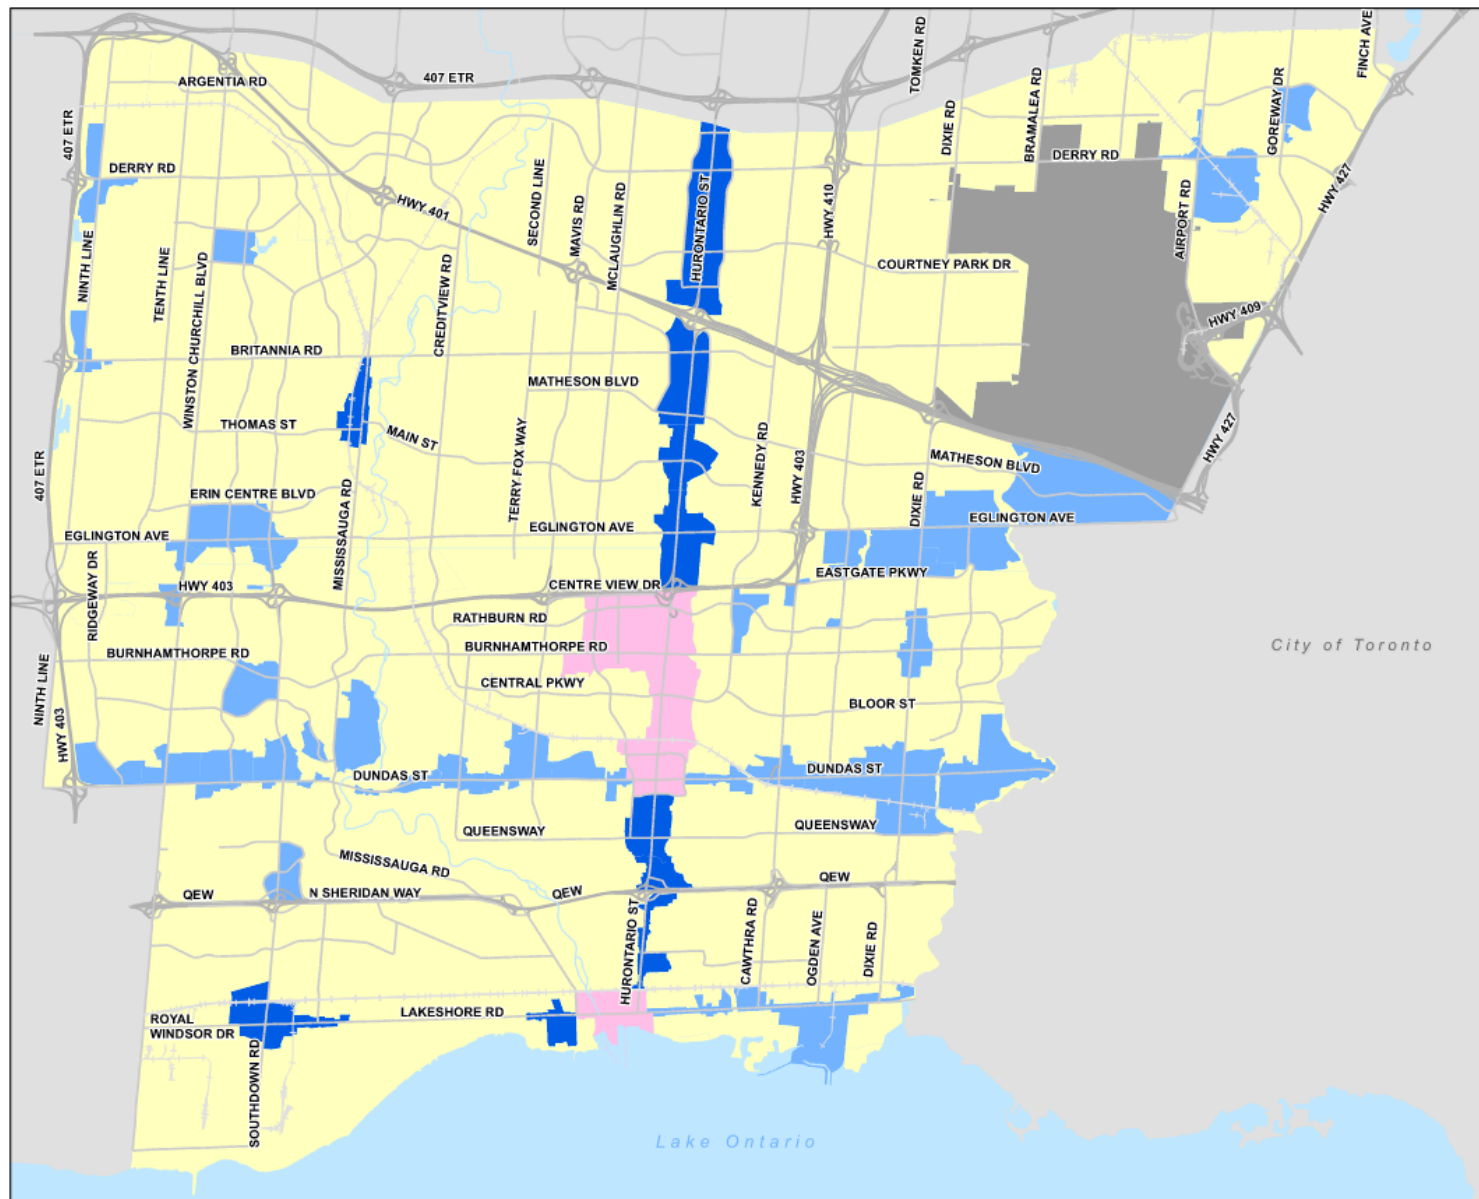 FINCH AVE
TOMKEN RD
407 ETR
ARGENTIA RD
BRAMALEA RD
GOREWAY DR
DIXIE RD
407 ETR
DERRY RD
DERRY RD
HWY 427
SECOND LINE
MAVIS RD
MCLAUGHLIN RD
HURONTARIO ST
HWY 410
HWY 401
AIRPORT RD
NINTH LINE
TENTH LINE
WINSTON CHURCHILL BLVD
CREDITVIEW RD
COURTNEY PARK DR
HWY 409
BRITANNIA RD
MATHESON BLVD
THOMAS ST
MAIN ST
TERRY FOX WAY
KENNEDY RD
HWY 403
HWY 427
MATHESON BLVD
407 ETR
ERIN CENTRE BLVD
MISSISSAUGA RD
DIXIE RD
EGLINGTON AVE
EGLINGTON AVE
EGLINGTON AVE
RIDGEWAY DR
HWY 403
CENTRE VIEW DR
EASTGATE PKWY
RATHBURN RD
BURNHAMTHORPE RD
BURNHAMTHORPE RD
City of Toronto
CENTRAL PKWY
NINTH LINE
HWY 403
BLOOR ST
DUNDAS ST
DUNDAS ST
QUEENSWAY
QUEENSWAY
MISSISSAUGA RD
QEW
N SHERIDAN WAY
QEW
QEW
HURONTARIO ST
CAWTHRA RD
OGDEN AVE
DIXIE RD
LAKESHORE RD
ROYAL
WINDSOR DR
SOUTHDOWN RD
Lake Ontario